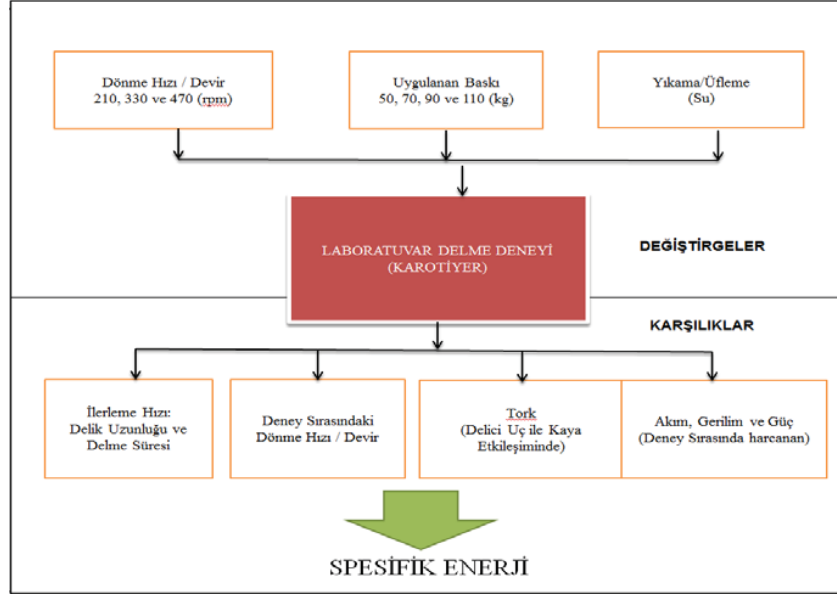 Dönme Hızı / Devir
210, 330 ve 470 (rpm)
Uygulanan Baskı
50, 70, 90 ve 110 (kg)
Yıkama/Üfleme
(Su)
LABORATUVAR DELME DENEYİ
(KAROTİYER)
DEĞİŞTİRGELER
KARŞILIKLAR
İlerleme Hızı:
Delik Uzunluğu ve
Delme Süresi
Deney Sırasındaki
Dönme Hızı / Devir
Tork
(Delici Uç ile Kaya
Etkileşiminde)
Akım, Gerilim ve Güç
(Deney Sırasında harcanan)
SPESİFİK ENERJİ